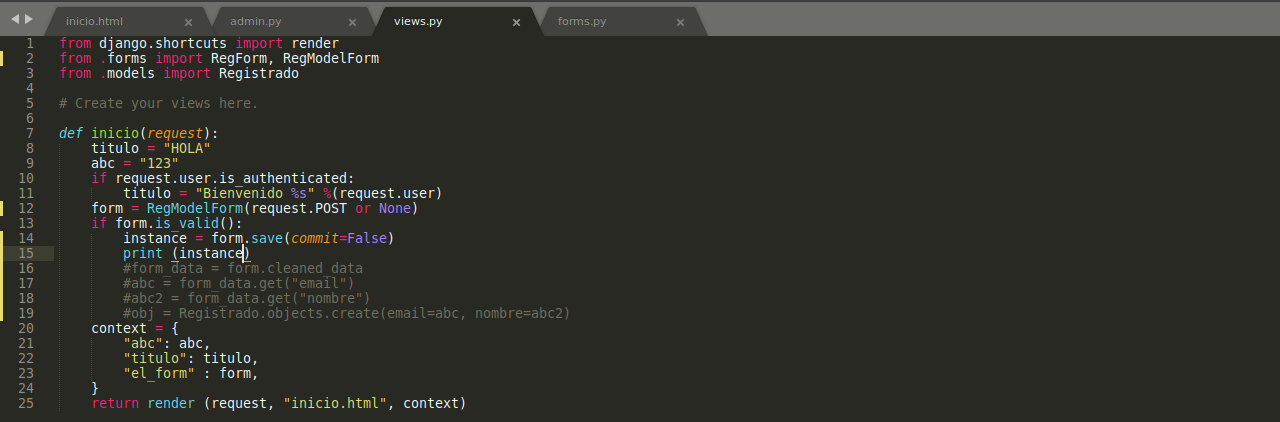 inicio.html admin.py views.py forms.py
1 from django.shortcuts import render
2 from .forms import RegForm, RegModelForm
3 from .models import Registrado
4
5 # Create your views here.
6
7 def inicio(request):
8     titulo = "HOLA"
9     abc = "123"
10     if request.user.is_authenticated:
11         titulo = "Bienvenido %s" %(request.user)
12     form = RegModelForm(request.POST or None)
13     if form.is_valid():
14         instance = form.save(commit=False)
15         print (instance)
16         #form_data = form.cleaned_data
17         #abc = form_data.get("email")
18         #abc2 = form_data.get("nombre")
19         #obj = Registrado.objects.create(email=abc, nombre=abc2)
20     context = {
21         "abc": abc,
22         "titulo": titulo,
23         "el_form" : form,
24     }
25     return render (request, "inicio.html", context)